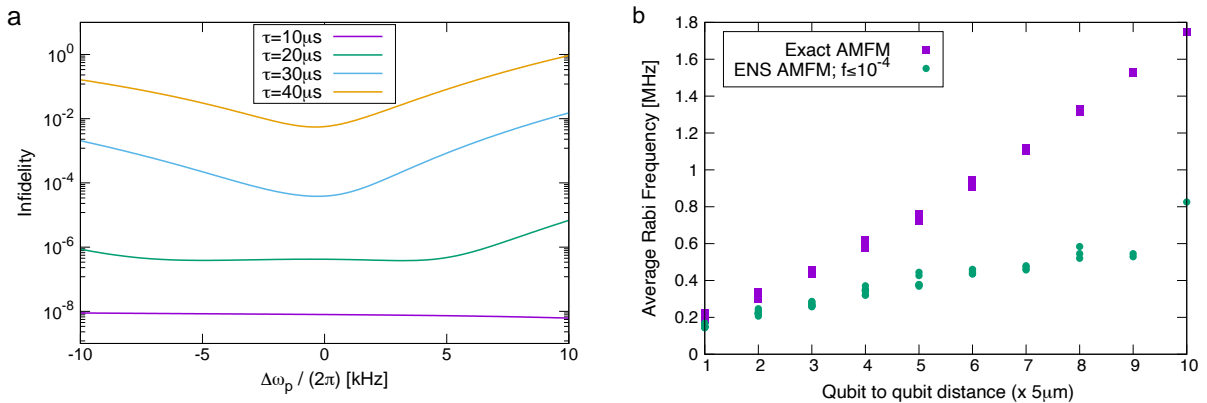 a
τ=10μs
τ=20μs
τ=30μs
τ=40μs
10^0
10^-2
10^-4
10^-6
10^-8
Infidelity
-10 -5 0 5 10
Δω_p / (2π) [kHz]
b
Exact AMFM
ENS AMFM; f≤10^-4
1.8
1.6
1.4
1.2
1
0.8
0.6
0.4
0.2
0
Average Rabi Frequency [MHz]
1 2 3 4 5 6 7 8 9 10
Qubit to qubit distance (x 5μm)